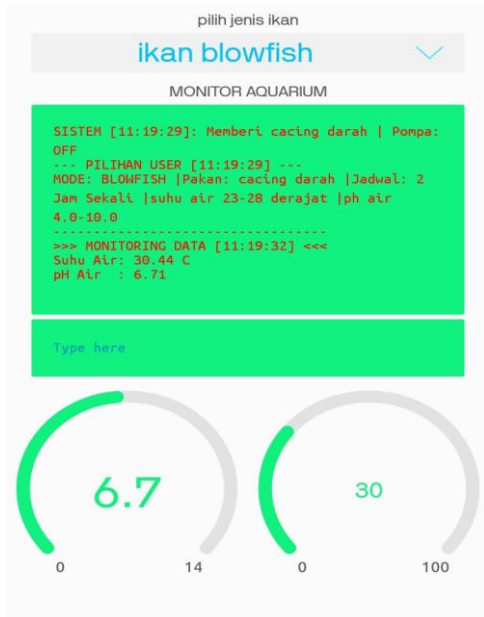 pilih jenis ikan
ikan blowfish
MONITOR AQUARIUM
SISTEM [11:19:29]: Memberi cacing darah | Pompa:
OFF
--- PILIHAN USER [11:19:29] ---
MODE: BLOWFISH |Pakan: cacing darah |Jadwal: 2
Jam Sekali |suhu air 23-28 derajat |ph air
4.0-10.0
----------------------------------
>>> MONITORING DATA [11:19:32] <<<
Suhu Air: 30.44 C
pH Air  : 6.71
Type here
6.7
0
14
30
0
100